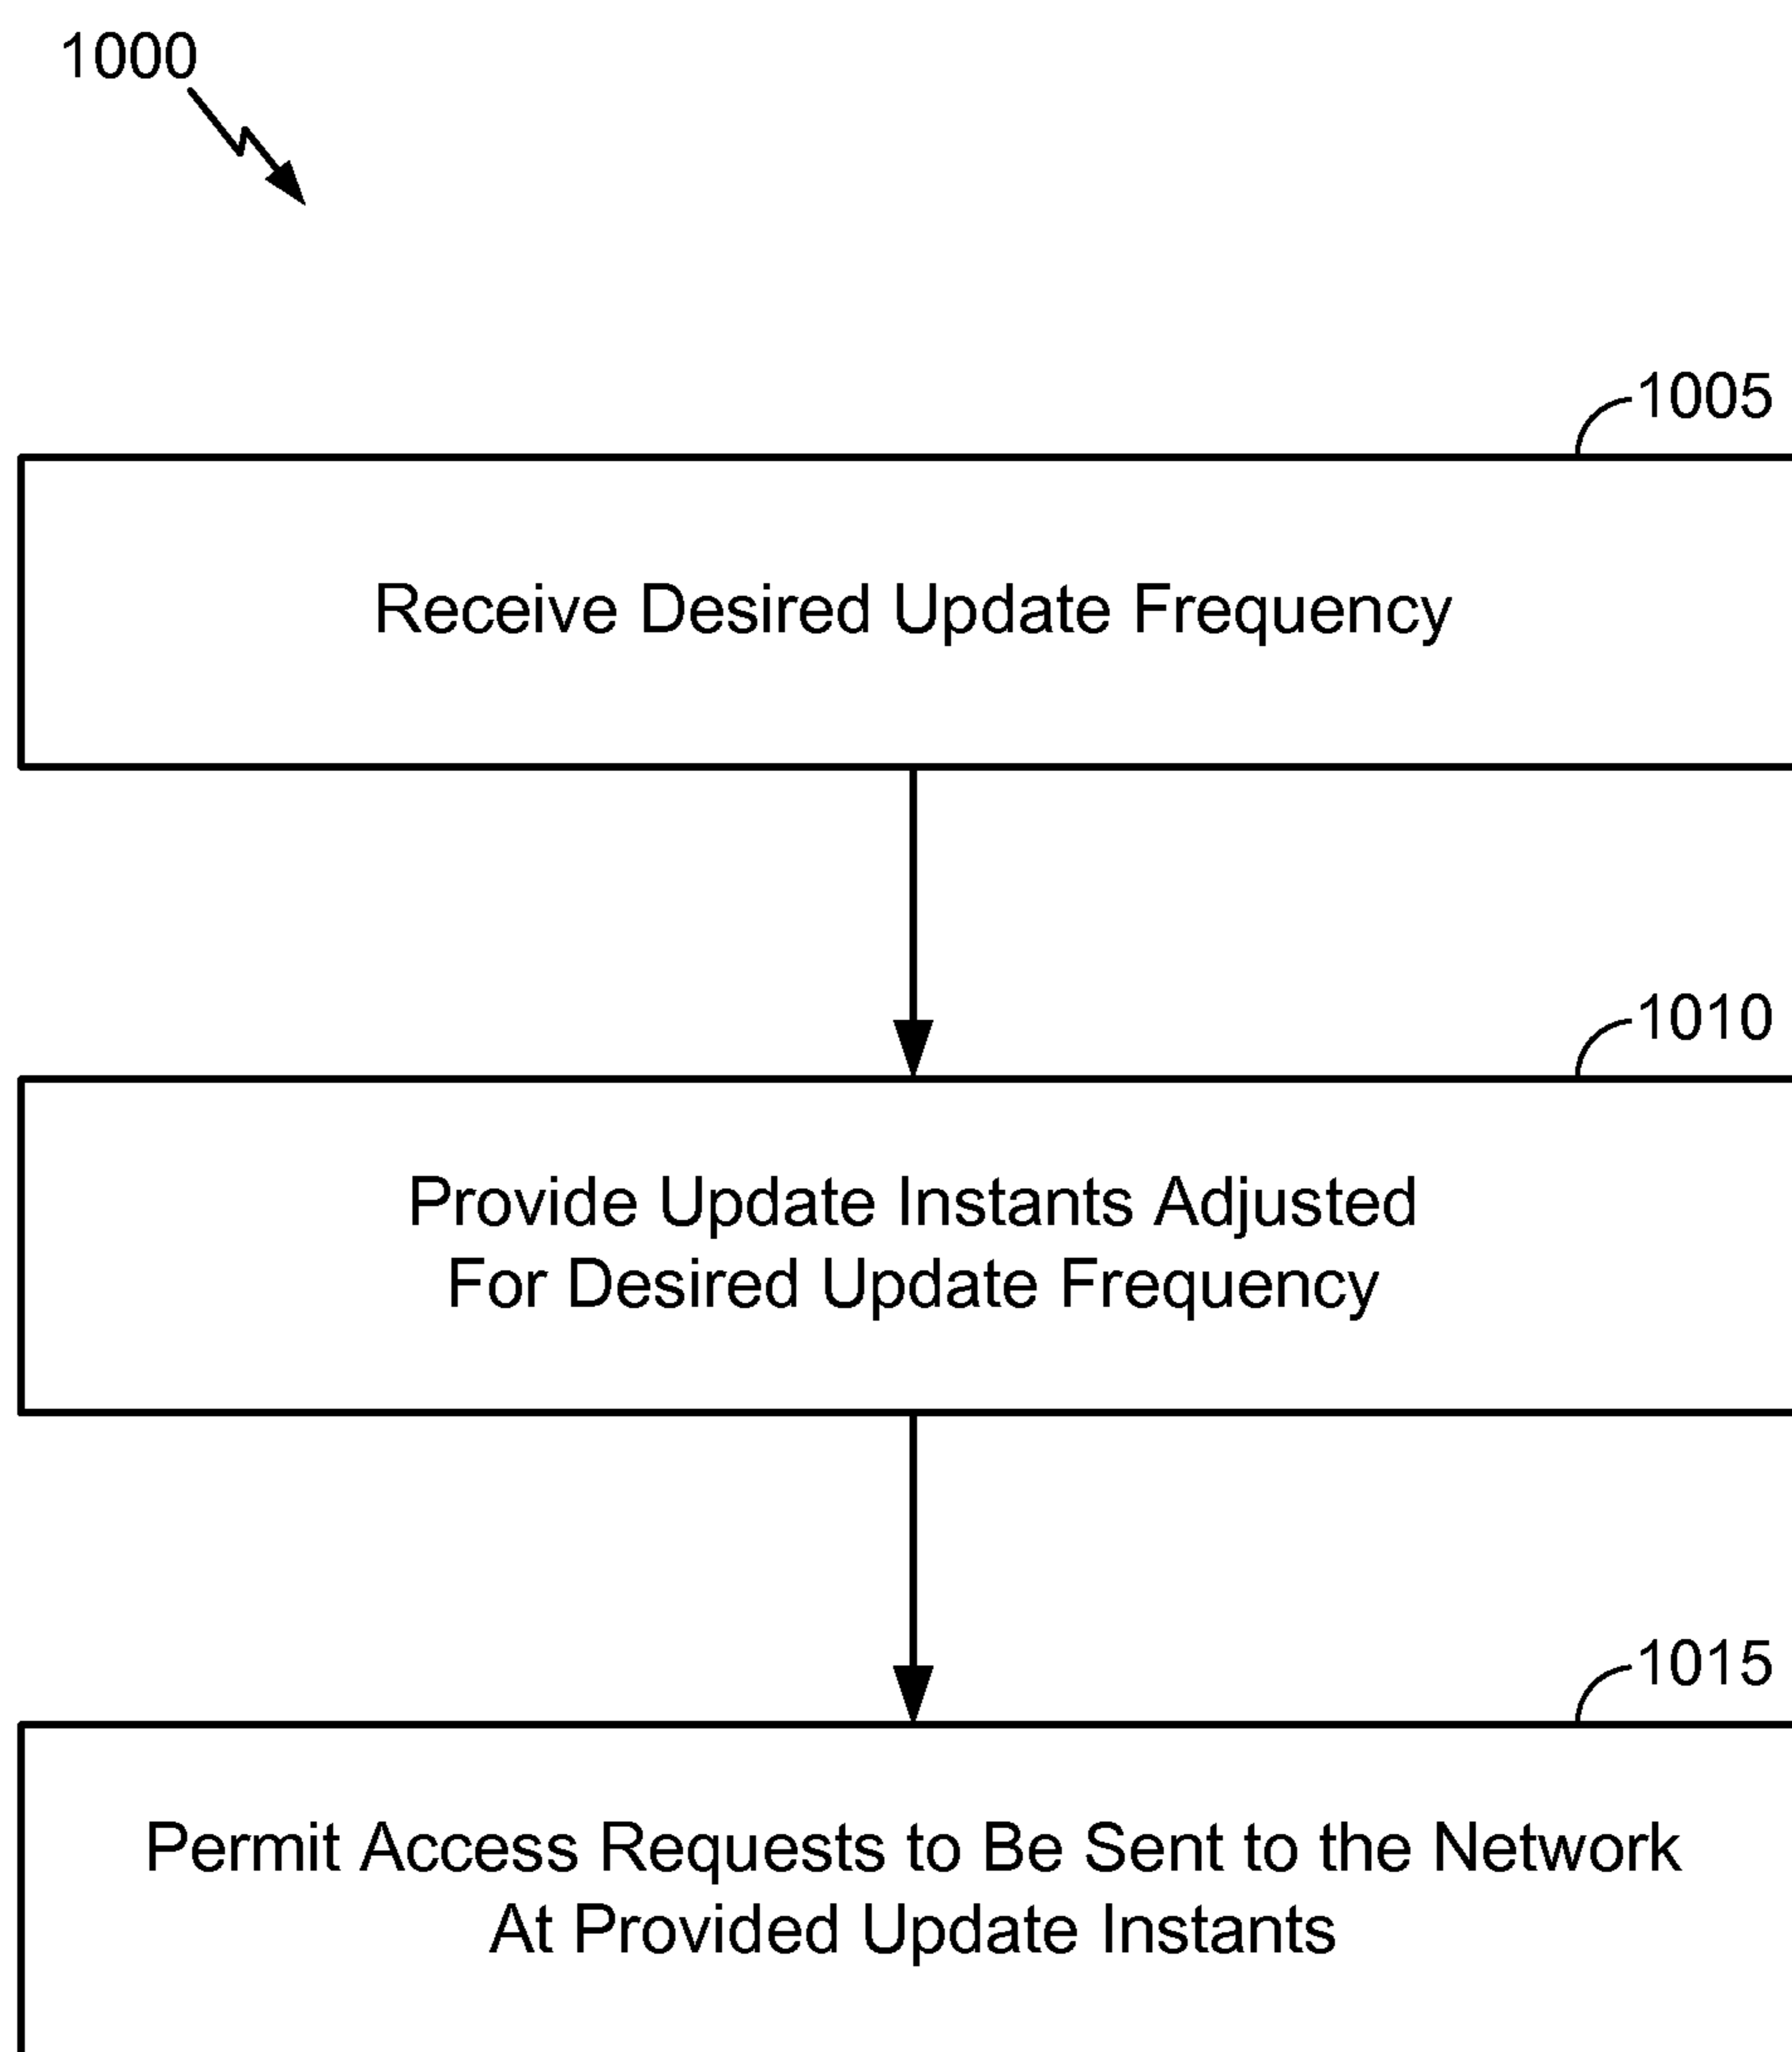 1000
1005
Receive Desired Update Frequency
1010
Provide Update Instants Adjusted
For Desired Update Frequency
1015
Permit Access Requests to Be Sent to the Network
At Provided Update Instants